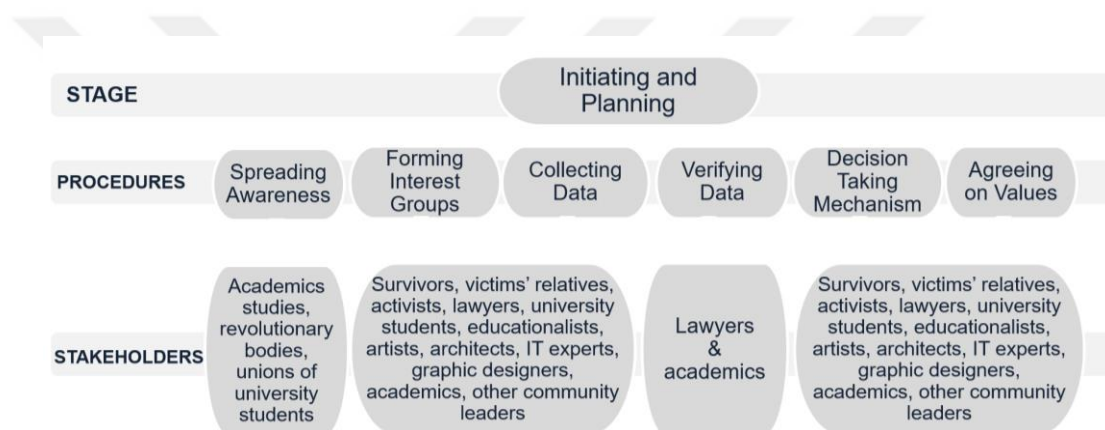 STAGE
Initiating and
Planning
PROCEDURES
Spreading
Awareness
Forming
Interest
Groups
Collecting
Data
Verifying
Data
Decision
Taking
Mechanism
Agreeing
on Values
STAKEHOLDERS
Academics
studies,
revolutionary
bodies,
unions of
university
students
Survivors, victims’ relatives,
activists, lawyers, university
students, educationalists,
artists, architects, IT experts,
graphic designers,
academics, other community
leaders
Lawyers
&
academics
Survivors, victims’ relatives,
activists, lawyers, university
students, educationalists,
artists, architects, IT experts,
graphic designers,
academics, other community
leaders